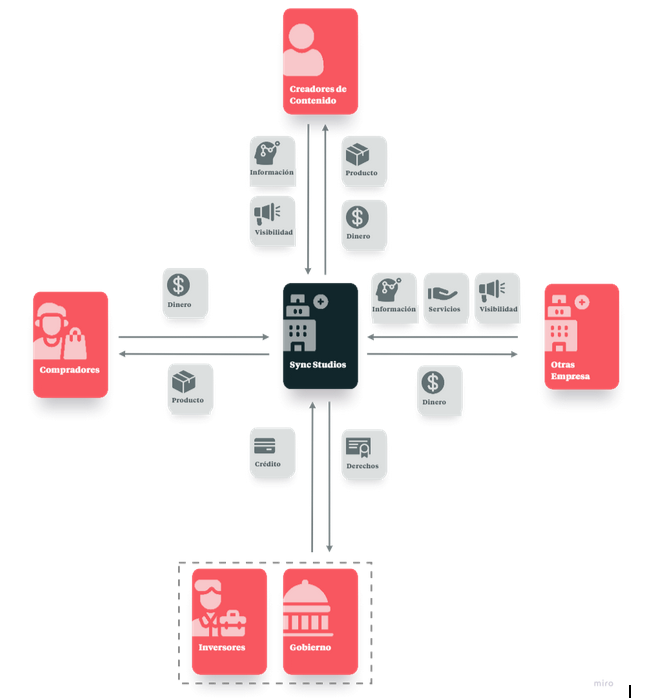 Creadores de
Contenido
Información
Producto
Visibilidad
Dinero
Dinero
Información
Servicios
Visibilidad
Compradores
Sync Studios
Otras
Empresa
Producto
Dinero
Crédito
Derechos
Inversores
Gobierno
miro